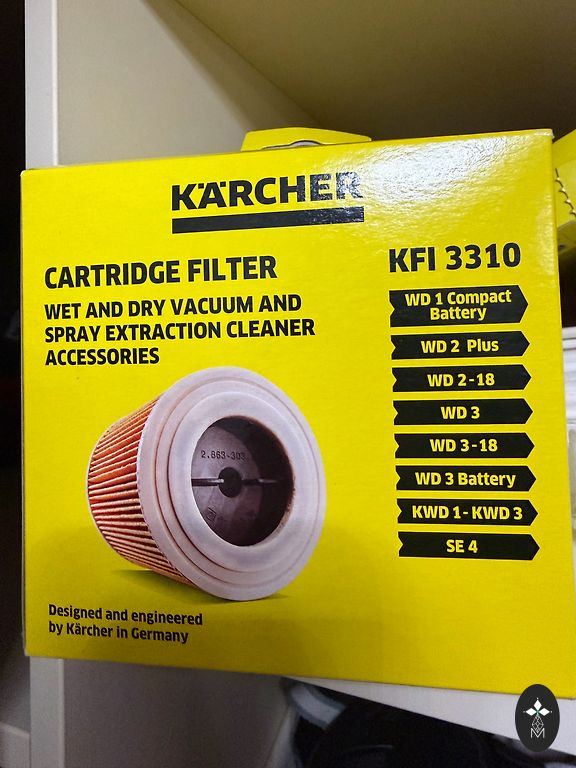 KÄRCHER
CARTRIDGE FILTER
WET AND DRY VACUUM AND
SPRAY EXTRACTION CLEANER
ACCESSORIES
KFI 3310
WD 1 Compact
Battery
WD 2 Plus
WD 2-18
WD 3
WD 3-18
WD 3 Battery
KWD 1 - KWD 3
SE 4
2.863-303
Designed and engineered
by Kärcher in Germany
M